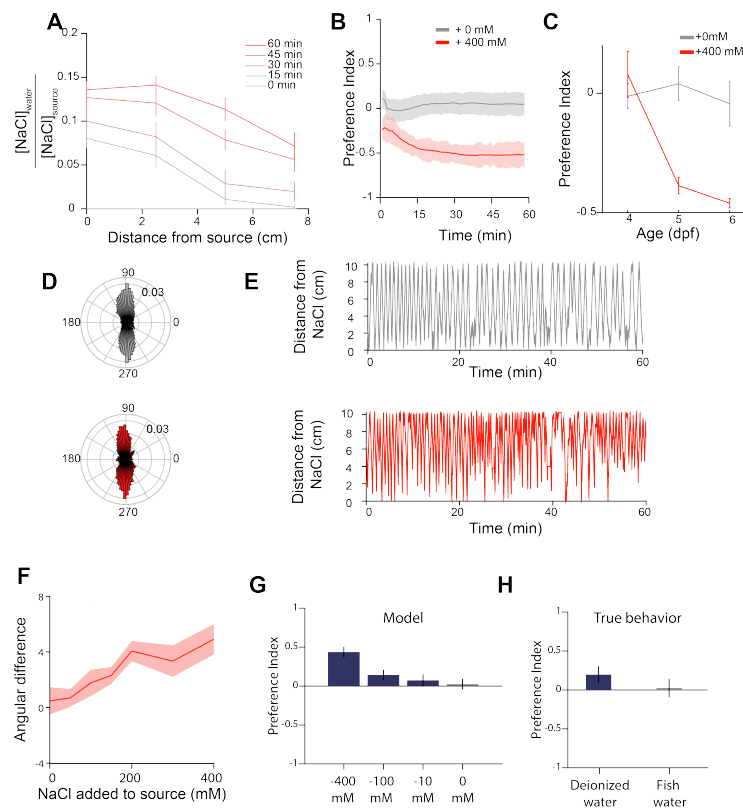 A
0.2
0.15
0.1
0.05
0
[NaCl]water
[NaCl]source
60 min
45 min
30 min
15 min
0 min
0 2 4 6 8
Distance from source (cm)
B
+ 0 mM
+ 400 mM
1
0.5
0
-0.5
-1
Preference Index
0 15 30 45 60
Time (min)
C
+0mM
+400 mM
0
-0.5
Preference Index
4 5 6
Age (dpf)
D
90
0.03
180
0
270
90
0.03
180
0
270
E
Distance from
NaCl (cm)
10
8
6
4
2
0
0 20 40 60
Time (min)
Distance from
NaCl (cm)
10
8
6
4
2
0
0 20 40 60
Time (min)
F
8
4
0
-4
Angular difference
0 200 400
NaCl added to source (mM)
G
Model
1
0.5
0
-0.5
-1
Preference Index
-400 -100 -10 0
mM mM mM mM
H
True behavior
1
0.5
0
-0.5
-1
Preference Index
Deionized Fish
water water